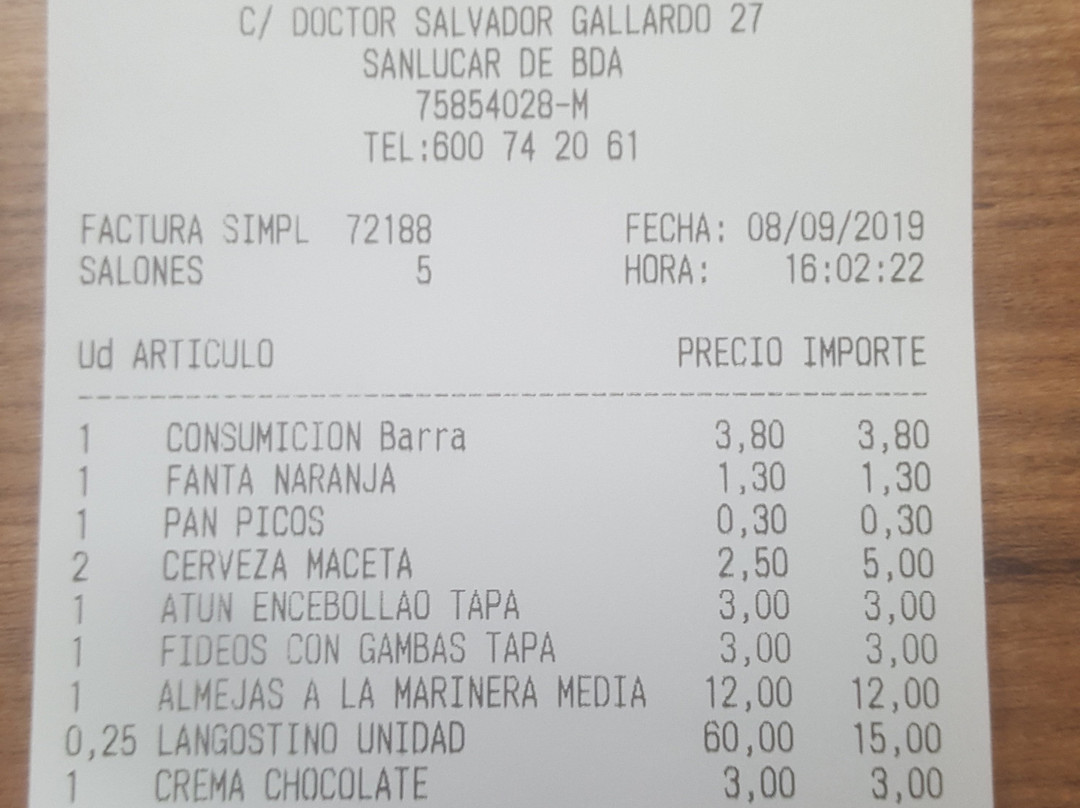 C/ DOCTOR SALVADOR GALLARDO 27
SANLUCAR DE BDA
75854028-M
TEL:600 74 20 61
FACTURA SIMPL 72188 FECHA: 08/09/2019
SALONES 5 HORA: 16:02:22
Ud ARTICULO PRECIO IMPORTE
1 CONSUMICION Barra 3,80 3,80
1 FANTA NARANJA 1,30 1,30
1 PAN PICOS 0,30 0,30
2 CERVEZA MACETA 2,50 5,00
1 ATUN ENCEBOLLAO TAPA 3,00 3,00
1 FIDEOS CON GAMBAS TAPA 3,00 3,00
1 ALMEJAS A LA MARINERA MEDIA 12,00 12,00
0,25 LANGOSTINO UNIDAD 60,00 15,00
1 CREMA CHOCOLATE 3,00 3,00